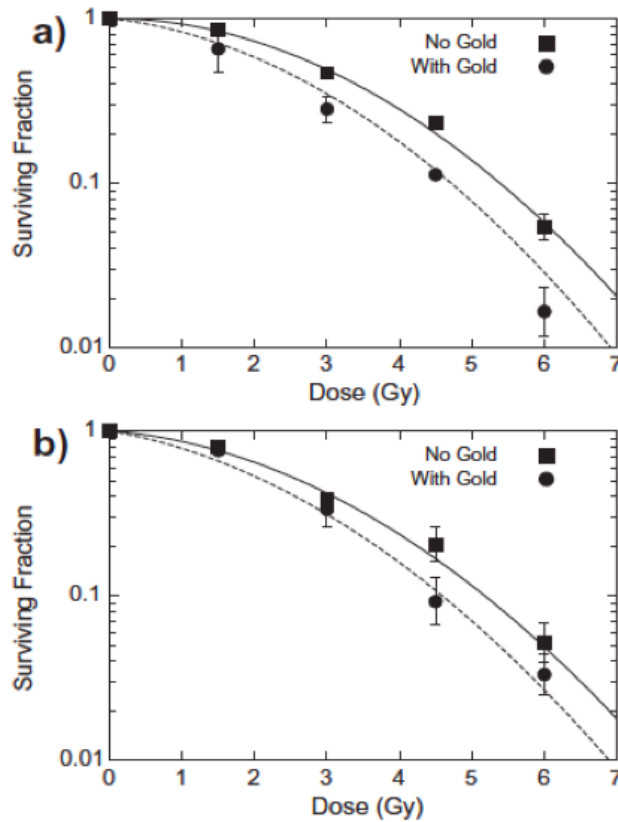 a)
1
0.1
0.01
Surviving Fraction
No Gold
With Gold
0 1 2 3 4 5 6 7
Dose (Gy)
b)
1
0.1
0.01
Surviving Fraction
No Gold
With Gold
0 1 2 3 4 5 6 7
Dose (Gy)